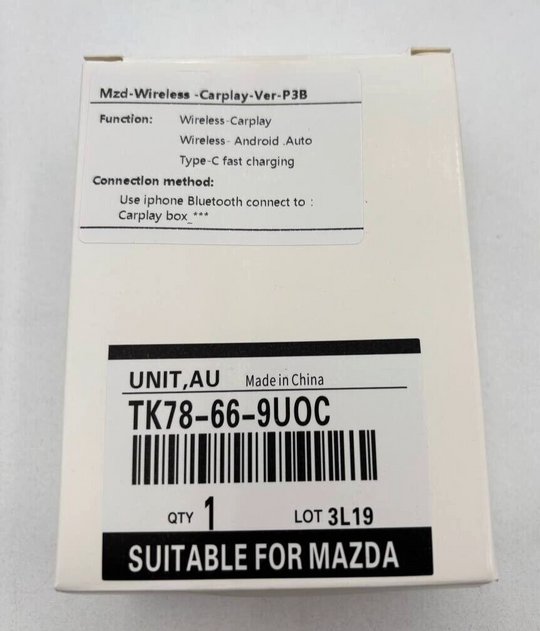 Mzd-Wireless -Carplay-Ver-P3B
Function: Wireless-Carplay
Wireless- Android .Auto
Type-C fast charging
Connection method:
Use iphone Bluetooth connect to :
Carplay box_***
UNIT,AU Made in China
TK78-66-9UOC
QTY 1 LOT 3L19
SUITABLE FOR MAZDA